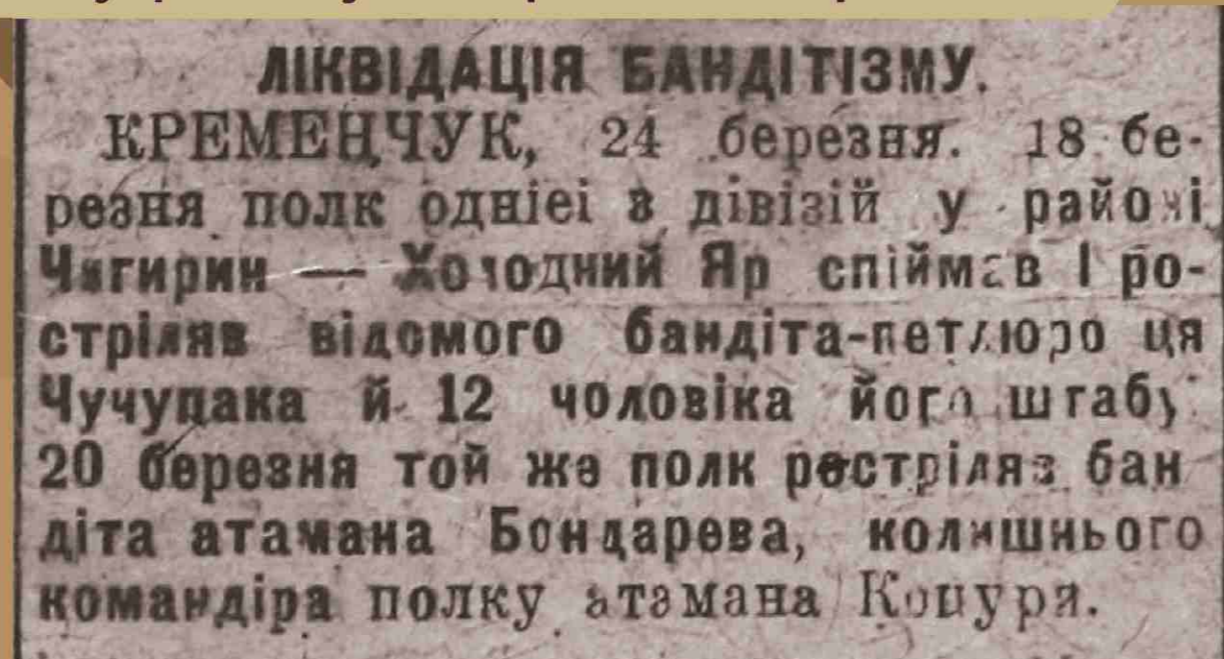 ЛІКВІДАЦІЯ БАНДІТІЗМУ.
КРЕМЕНЧУК, 24 березня. 18 бе-
резня полк однієі з дівізій у районі
Чигирин — Холодний Яр спіймав і ро-
стріляв відомого бандіта-петлюровця
Чучупака й 12 чоловіка його штабу
20 березня той же полк ростріляв бан
діта атамана Бондарева, колишнього
командіра полку атамана Коцура.